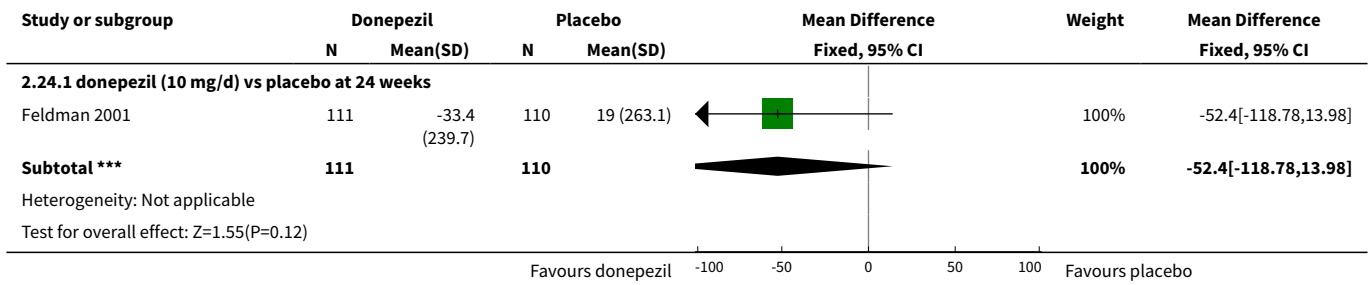 Study or subgroup Donepezil Placebo Mean Difference Weight Mean Difference
N Mean(SD) N Mean(SD) Fixed, 95% CI Fixed, 95% CI
2.24.1 donepezil (10 mg/d) vs placebo at 24 weeks
Feldman 2001 111 -33.4 110 19 (263.1) 100% -52.4[-118.78,13.98]
(239.7)
Subtotal *** 111 110 100% -52.4[-118.78,13.98]
Heterogeneity: Not applicable
Test for overall effect: Z=1.55(P=0.12)
Favours donepezil -100 -50 0 50 100 Favours placebo